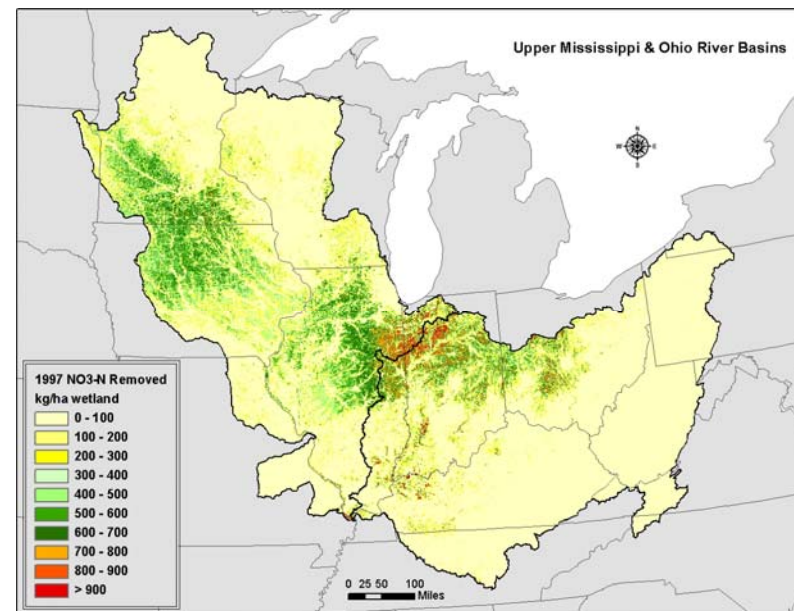 Upper Mississippi & Ohio River Basins
N
W E
S
1997 NO3-N Removed
kg/ha wetland
0 - 100
100 - 200
200 - 300
300 - 400
400 - 500
500 - 600
600 - 700
700 - 800
800 - 900
> 900
0 25 50 100
Miles